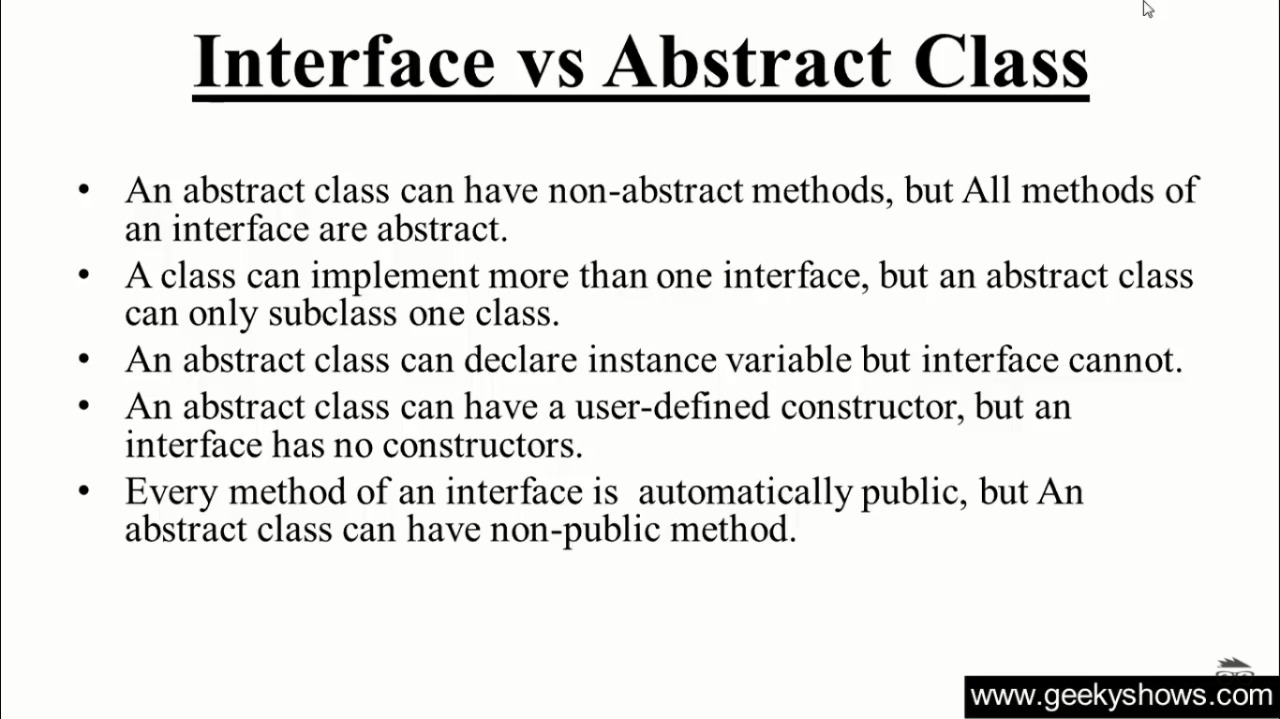 Interface vs Abstract Class
• An abstract class can have non-abstract methods, but All methods of
an interface are abstract.
• A class can implement more than one interface, but an abstract class
can only subclass one class.
• An abstract class can declare instance variable but interface cannot.
• An abstract class can have a user-defined constructor, but an
interface has no constructors.
• Every method of an interface is  automatically public, but An
abstract class can have non-public method.
www.geekyshows.com